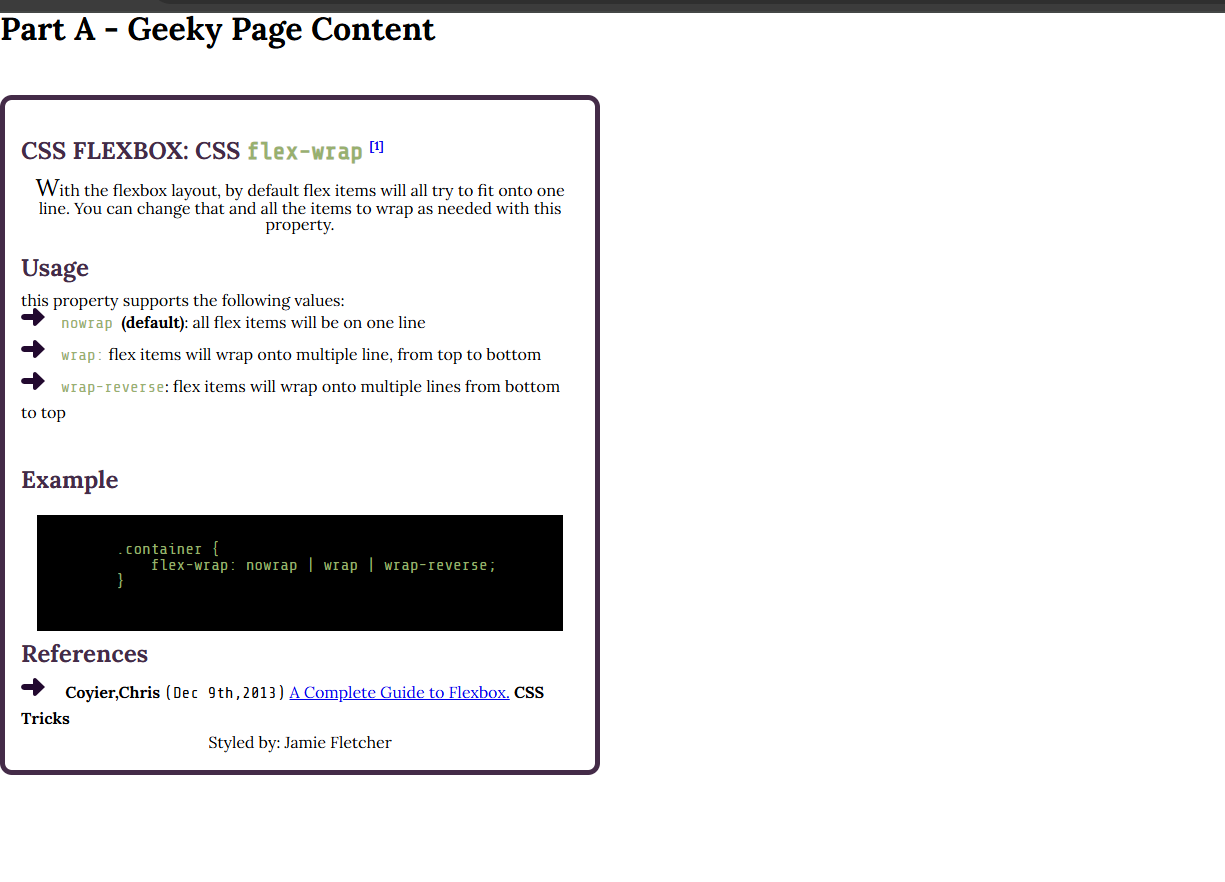 Part A - Geeky Page Content
CSS FLEXBOX: CSS flex-wrap [1]
With the flexbox layout, by default flex items will all try to fit onto one
line. You can change that and all the items to wrap as needed with this
property.
Usage
this property supports the following values:
nowrap (default): all flex items will be on one line
wrap: flex items will wrap onto multiple line, from top to bottom
wrap-reverse: flex items will wrap onto multiple lines from bottom
to top
Example
.container {
flex-wrap: nowrap | wrap | wrap-reverse;
}
References
Coyier,Chris (Dec 9th,2013) A Complete Guide to Flexbox. CSS
Tricks
Styled by: Jamie Fletcher